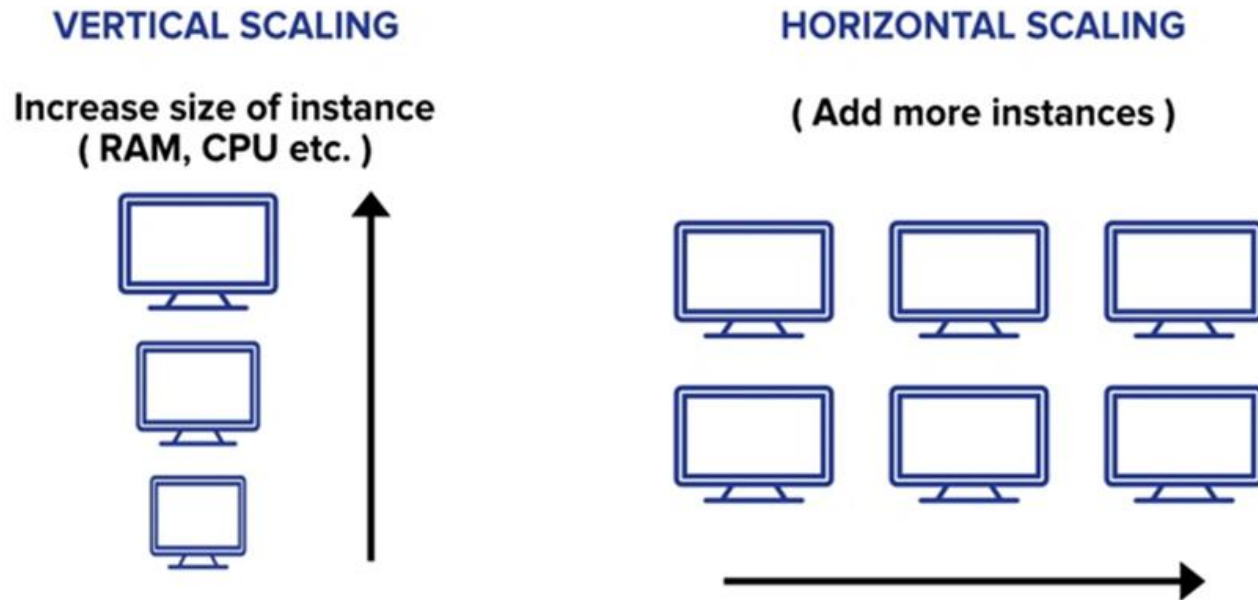 VERTICAL SCALING
Increase size of instance
( RAM, CPU etc. )
HORIZONTAL SCALING
( Add more instances )